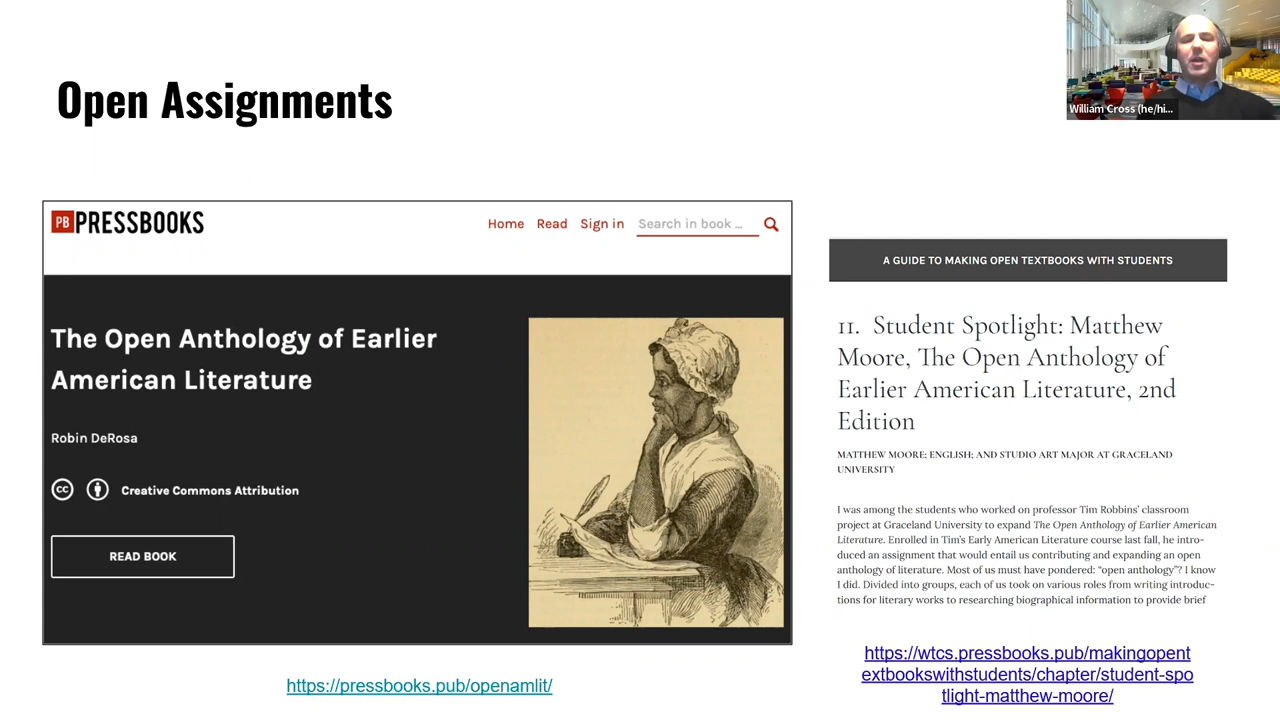 Open Assignments
William Cross (he/hi...
PB PRESSBOOKS
Home Read Sign in Search in book ...
The Open Anthology of Earlier
American Literature
Robin DeRosa
cc Creative Commons Attribution
READ BOOK
https://pressbooks.pub/openamlit/
A GUIDE TO MAKING OPEN TEXTBOOKS WITH STUDENTS
11. Student Spotlight: Matthew
Moore, The Open Anthology of
Earlier American Literature, 2nd
Edition
MATTHEW MOORE; ENGLISH; AND STUDIO ART MAJOR AT GRACELAND
UNIVERSITY
I was among the students who worked on professor Tim Robbins' classroom
project at Graceland University to expand The Open Anthology of Earlier American
Literature. Enrolled in Tim's Early American Literature course last fall, he intro-
duced an assignment that would entail us contributing and expanding an open
anthology of literature. Most of us must have pondered: "open anthology"? I know
I did. Divided into groups, each of us took on various roles from writing introduc-
tions for literary works to researching biographical information to provide brief
https://wtcs.pressbooks.pub/makingopent
extbookswithstudents/chapter/student-spo
tlight-matthew-moore/